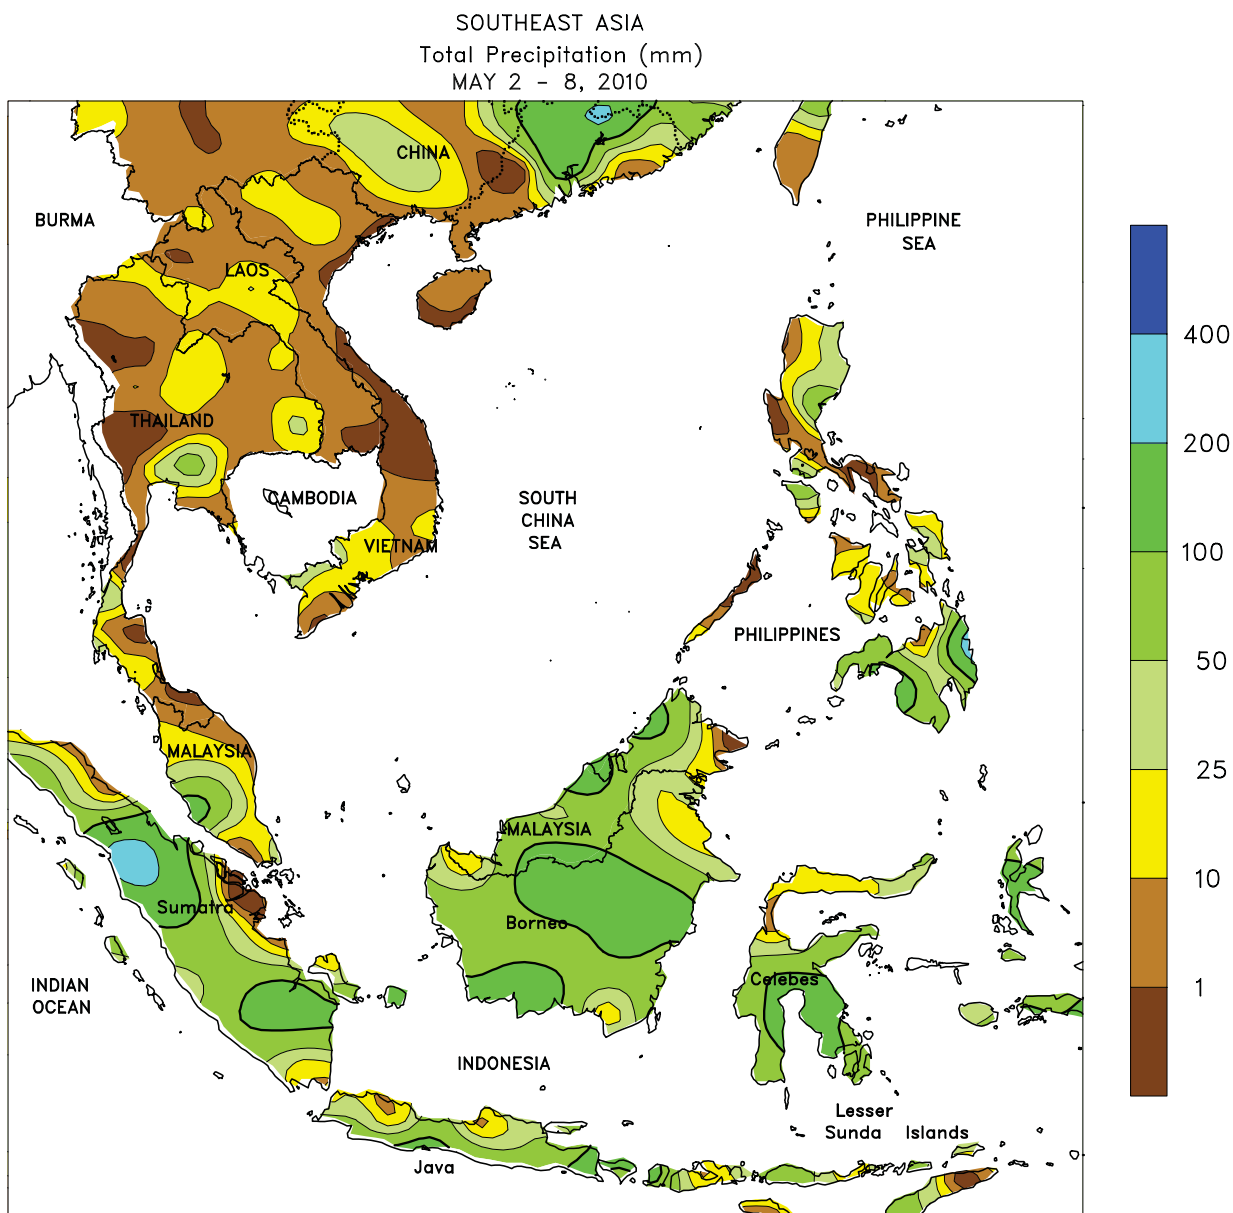 SOUTHEAST ASIA
Total Precipitation (mm)
MAY 2 - 8, 2010
CHINA
BURMA
PHILIPPINE
SEA
LAOS
400
THAILAND
200
CAMBODIA
SOUTH
CHINA
SEA
VIETNAM
100
PHILIPPINES
50
MALAYSIA
25
MALAYSIA
10
Sumatra
Borneo
Celebes
INDIAN
OCEAN
1
INDONESIA
Lesser
Sunda Islands
Java